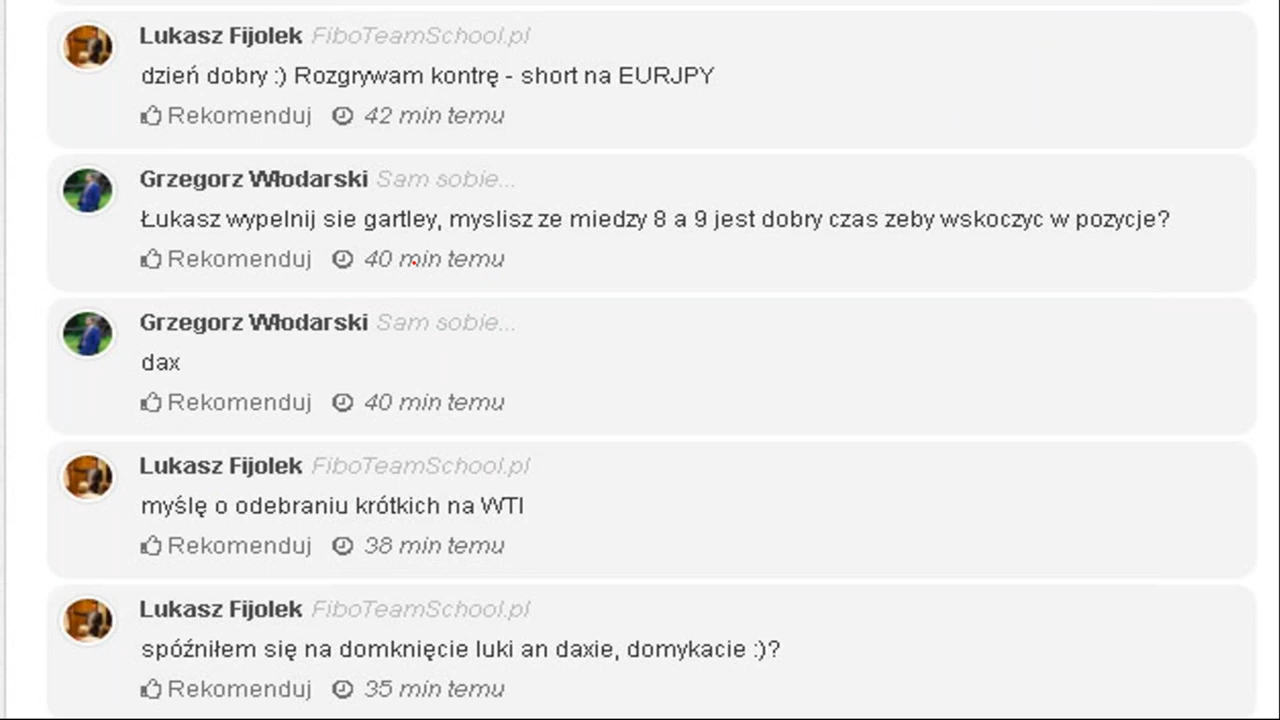 Lukasz Fijolek FiboTeamSchool.pl
dzień dobry :) Rozgrywam kontrę - short na EURJPY
Rekomenduj 42 min temu
Grzegorz Włodarski Sam sobie...
Łukasz wypelnij sie gartley, myslisz ze miedzy 8 a 9 jest dobry czas zeby wskoczyc w pozycje?
Rekomenduj 40 min temu
Grzegorz Włodarski Sam sobie...
dax
Rekomenduj 40 min temu
Lukasz Fijolek FiboTeamSchool.pl
myślę o odebraniu krótkich na WTI
Rekomenduj 38 min temu
Lukasz Fijolek FiboTeamSchool.pl
spóźniłem się na domknięcie luki an daxie, domykacie :)?
Rekomenduj 35 min temu